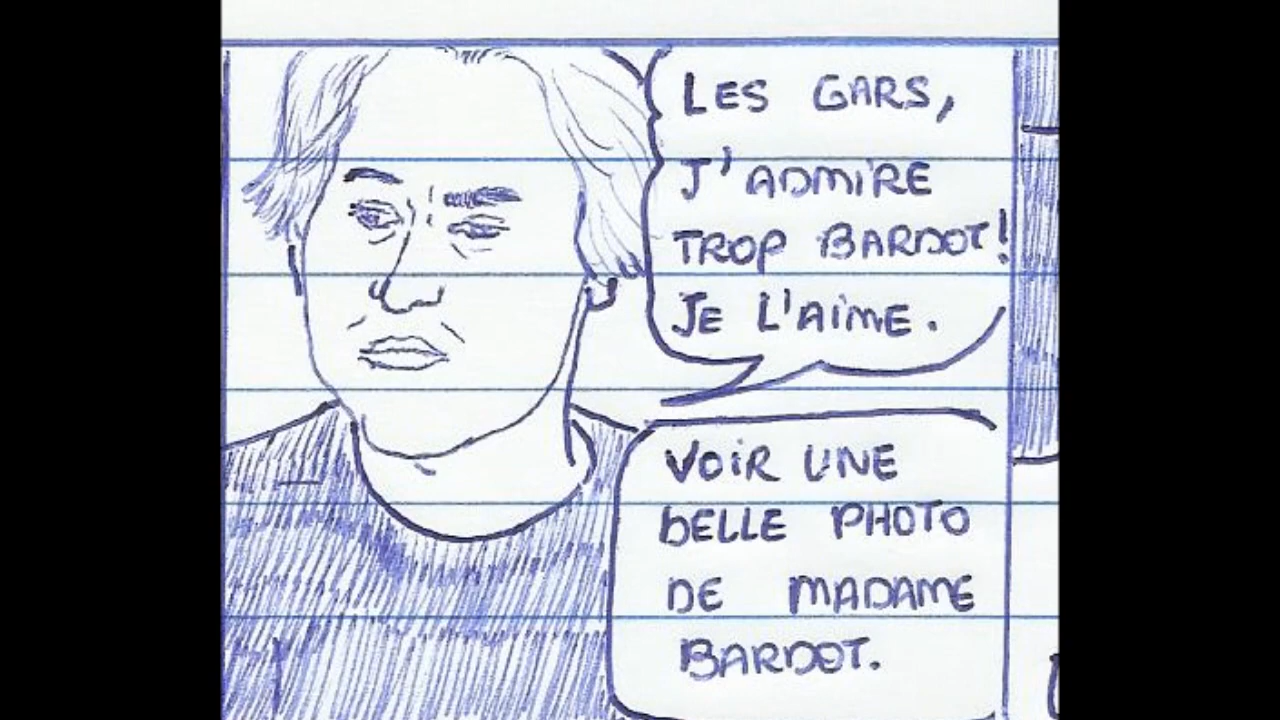 LES GARS,
J'ADMIRE
TROP BARDOT!
JE L'AIME.
VOIR UNE
BELLE PHOTO
DE MADAME
BARDOT.